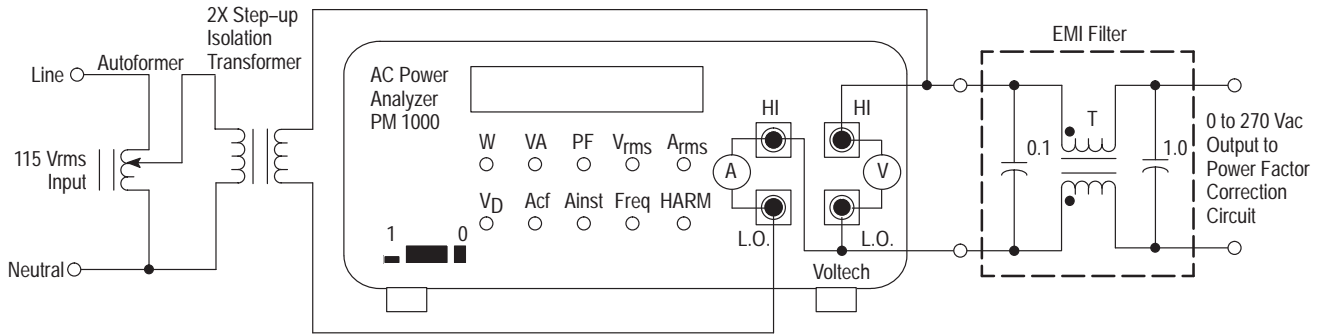 2X Step–up
Isolation
Transformer
Autoformer
Line
115 Vrms
Input
Neutral
AC Power
Analyzer
PM 1000
W VA PF Vrms Arms
VD Acf Ainst Freq HARM
1 0
HI HI
A V
L.O. L.O.
Voltech
EMI Filter
0.1
T
1.0
0 to 270 Vac
Output to
Power Factor
Correction
Circuit